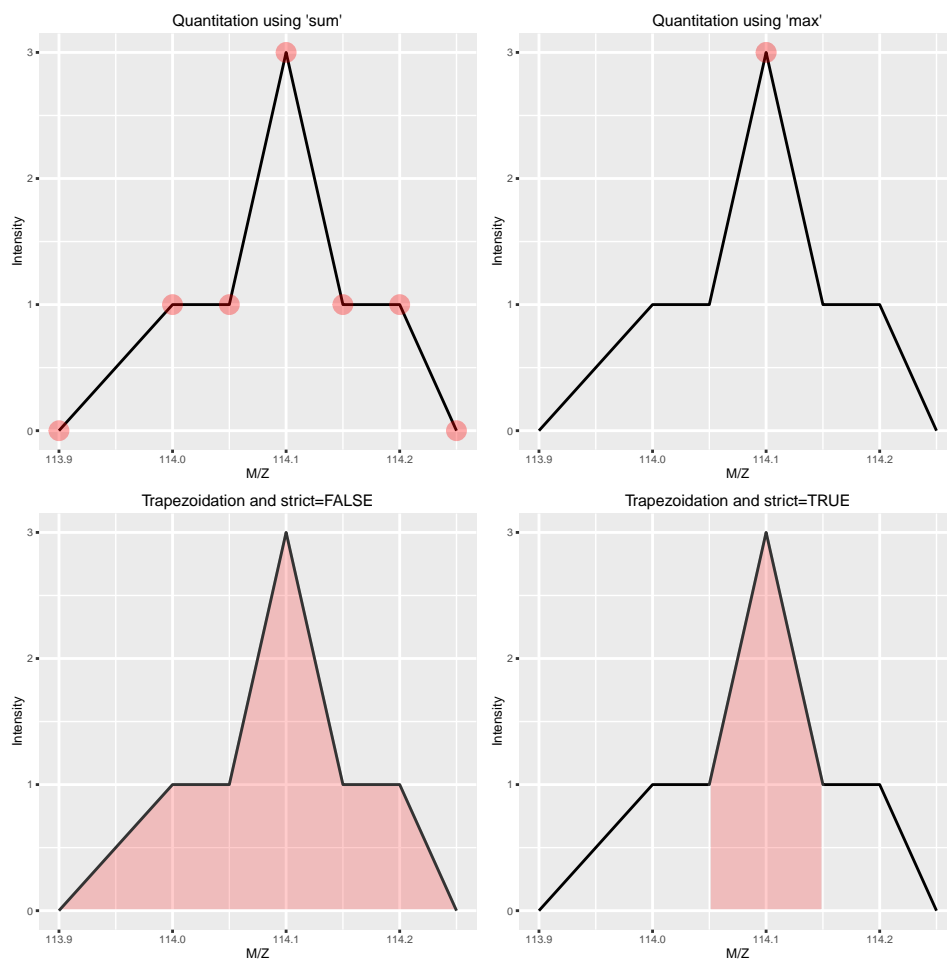 Quantitation using 'sum'
3
2
1
0
Intensity
113.9 114.0 114.1 114.2
M/Z
Quantitation using 'max'
3
2
1
0
Intensity
113.9 114.0 114.1 114.2
M/Z
Trapezoidation and strict=FALSE
3
2
1
0
Intensity
113.9 114.0 114.1 114.2
M/Z
Trapezoidation and strict=TRUE
3
2
1
0
Intensity
113.9 114.0 114.1 114.2
M/Z